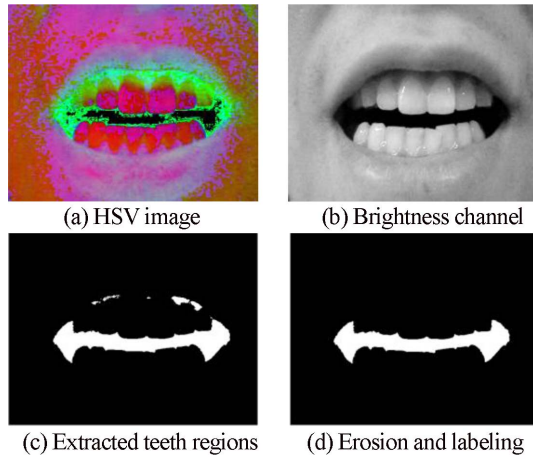 (a) HSV image
(b) Brightness channel
(c) Extracted teeth regions
(d) Erosion and labeling